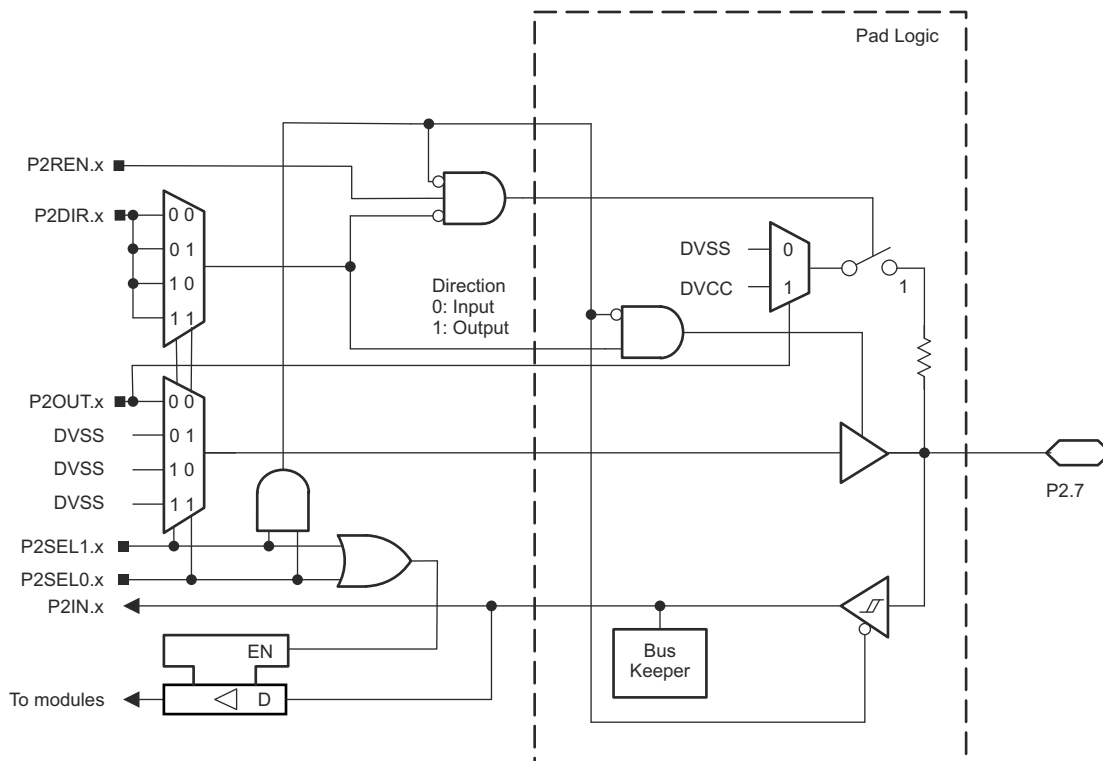 Pad Logic
P2REN.x
P2DIR.x
0 0
0 1
1 0
1 1
Direction
0: Input
1: Output
DVSS
DVCC
0
1
1
P2OUT.x
DVSS
DVSS
DVSS
0 0
0 1
1 0
1 1
P2.7
P2SEL1.x
P2SEL0.x
P2IN.x
Bus
Keeper
EN
To modules
D